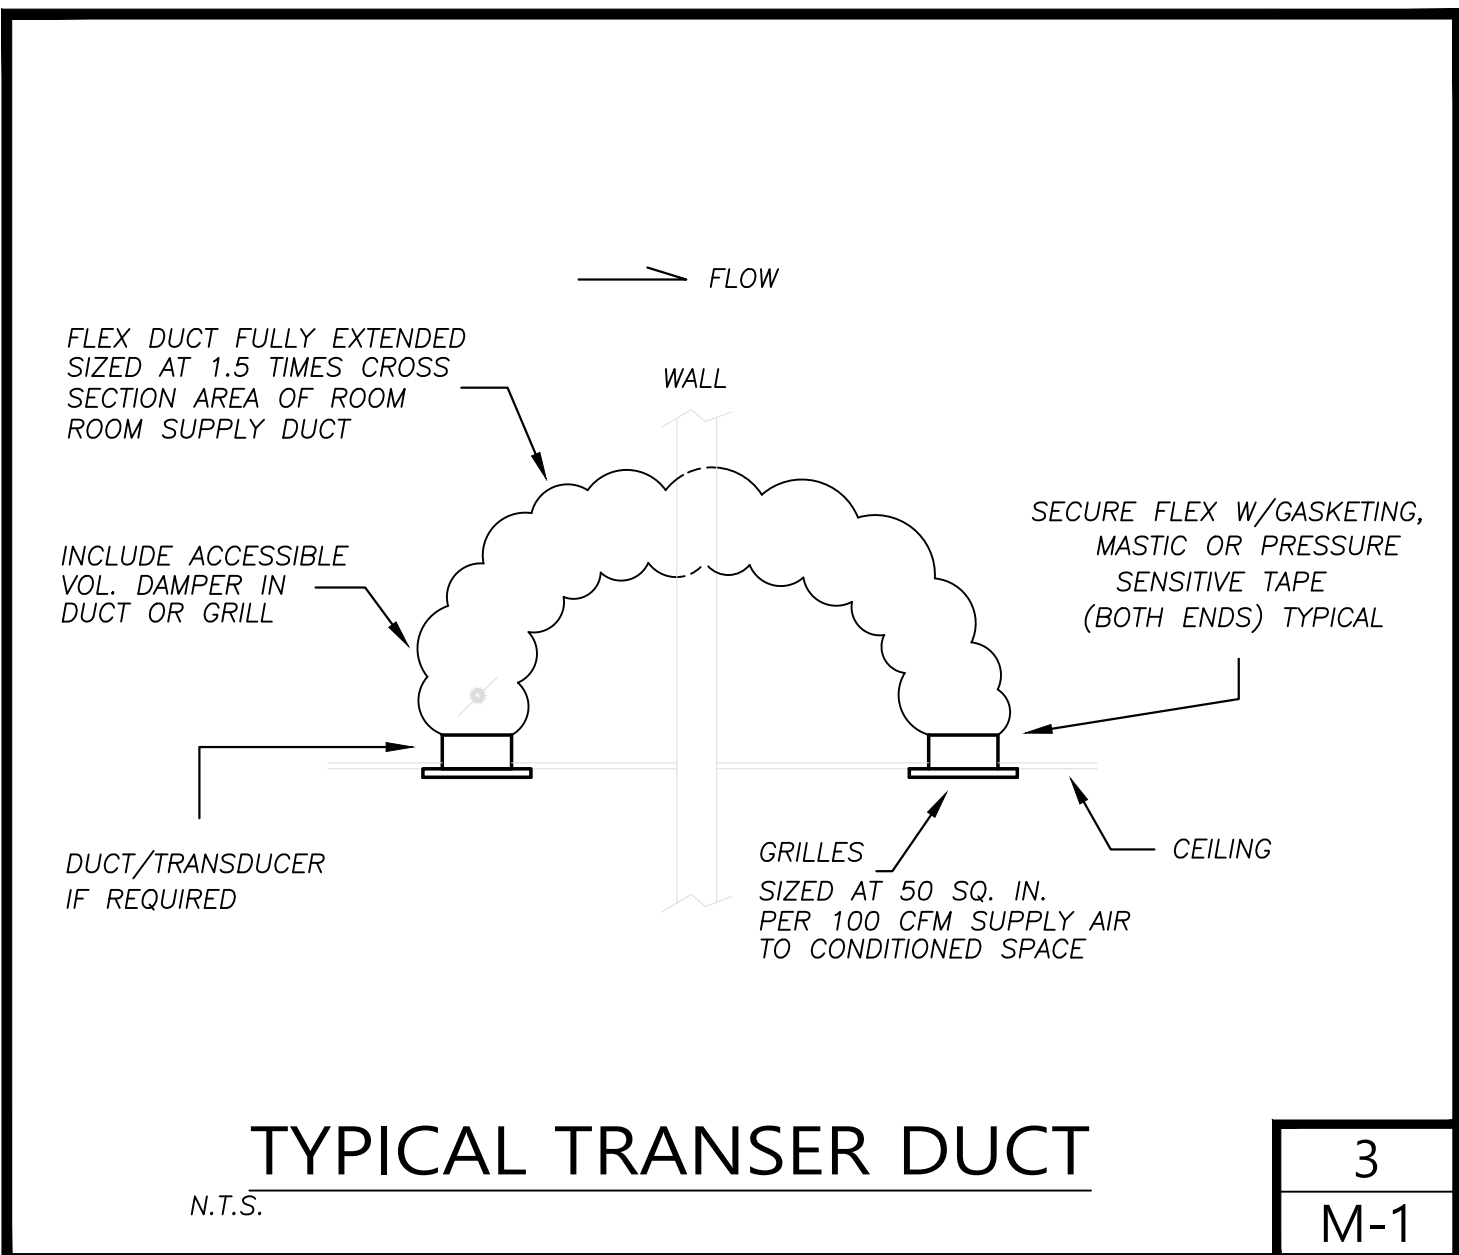 FLOW
FLEX DUCT FULLY EXTENDED
SIZED AT 1.5 TIMES CROSS
SECTION AREA OF ROOM
ROOM SUPPLY DUCT
WALL
SECURE FLEX W/GASKETING,
MASTIC OR PRESSURE
SENSITIVE TAPE
(BOTH ENDS) TYPICAL
INCLUDE ACCESSIBLE
VOL. DAMPER IN
DUCT OR GRILL
DUCT/TRANSDUCER
IF REQUIRED
GRILLES
SIZED AT 50 SQ. IN.
PER 100 CFM SUPPLY AIR
TO CONDITIONED SPACE
CEILING
TYPICAL TRANSER DUCT
N.T.S.
3
M-1